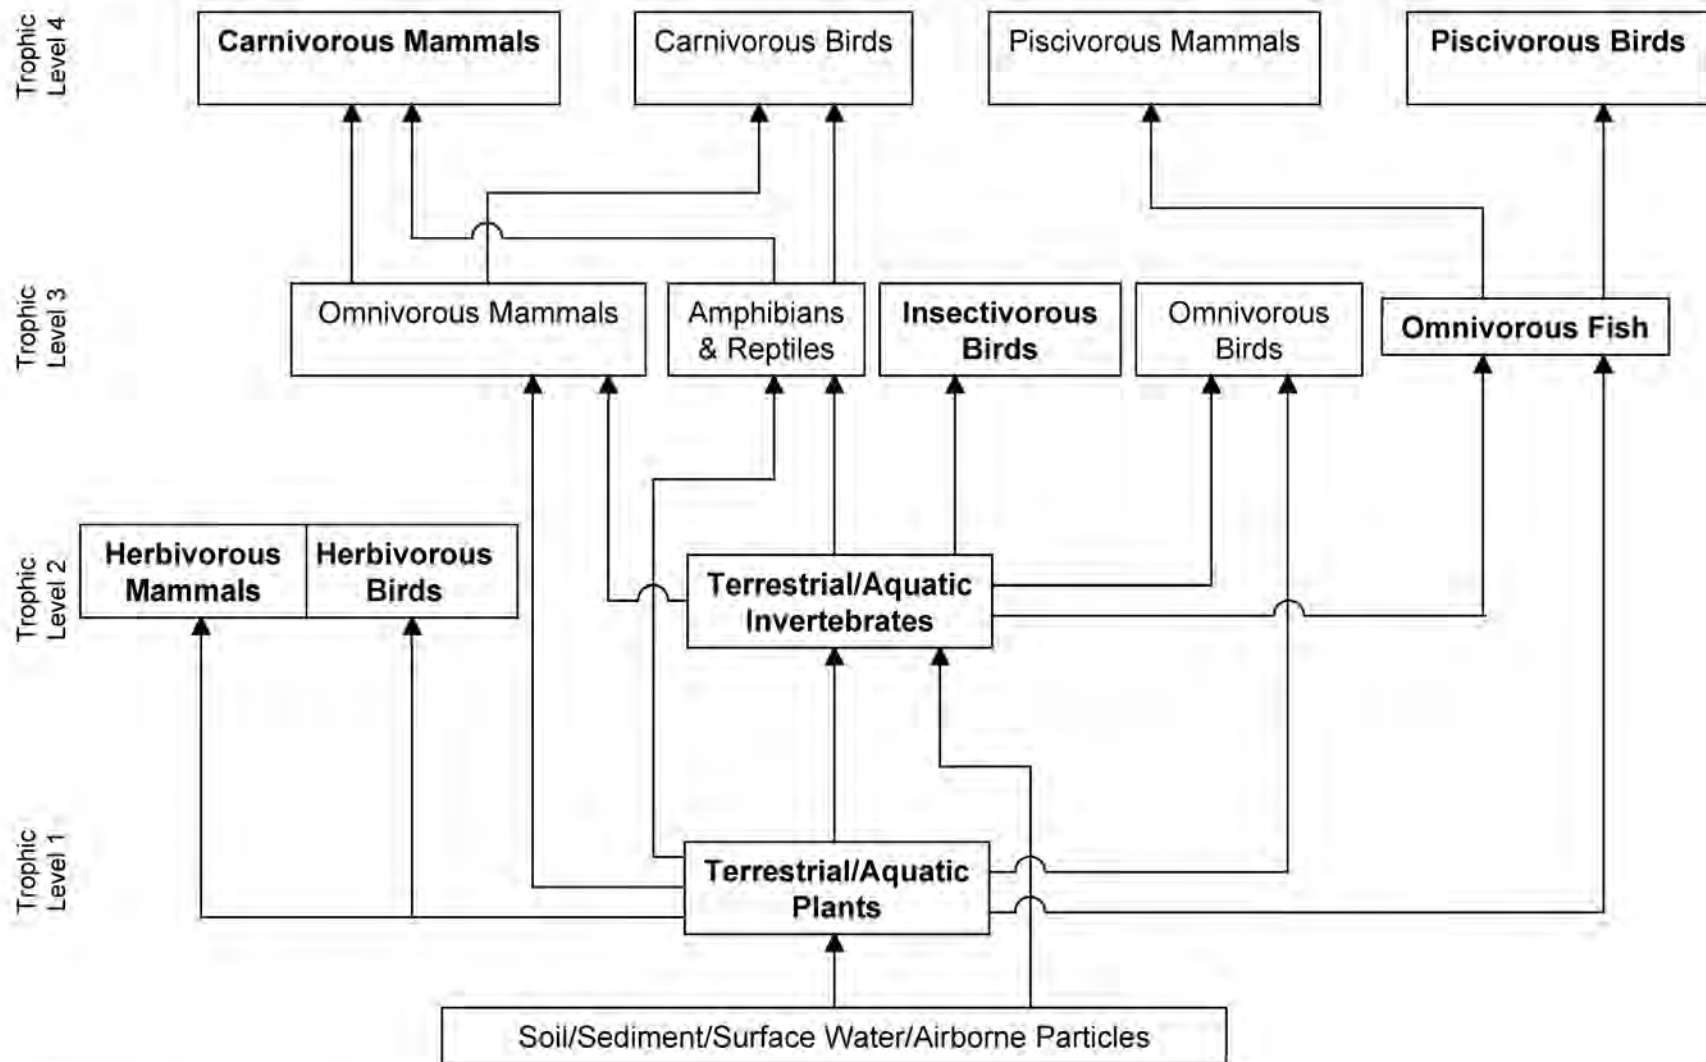 Trophic
Level 4
Carnivorous Mammals
Carnivorous Birds
Piscivorous Mammals
Piscivorous Birds
Trophic
Level 3
Omnivorous Mammals
Amphibians
& Reptiles
Insectivorous
Birds
Omnivorous
Birds
Omnivorous Fish
Trophic
Level 2
Herbivorous
Mammals
Herbivorous
Birds
Terrestrial/Aquatic
Invertebrates
Trophic
Level 1
Terrestrial/Aquatic
Plants
Soil/Sediment/Surface Water/Airborne Particles